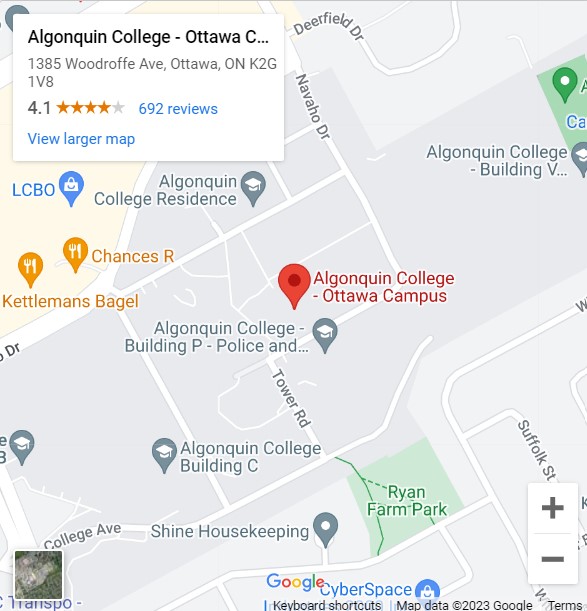 Algonquin College - Ottawa C...
1385 Woodroffe Ave, Ottawa, ON K2G
1V8
4.1
692 reviews
View larger map
Deerfield Dr
Navaho Dr
A
Ca
Algonquin College
- Building V...
LCBO
Algonquin
College Residence
Chances R
Kettlemans Bagel
Algonquin College
- Ottawa Campus
Algonquin College -
Building P - Police and...
o Dr
Tower Rd
e
B
Algonquin College
Building C
Suffolk St
Ryan
Farm Park
College Ave
Shine Housekeeping
+
−
C Transpo -
Google
CyberSpace
Keyboard shortcuts
Map data ©2023 Google
Terms